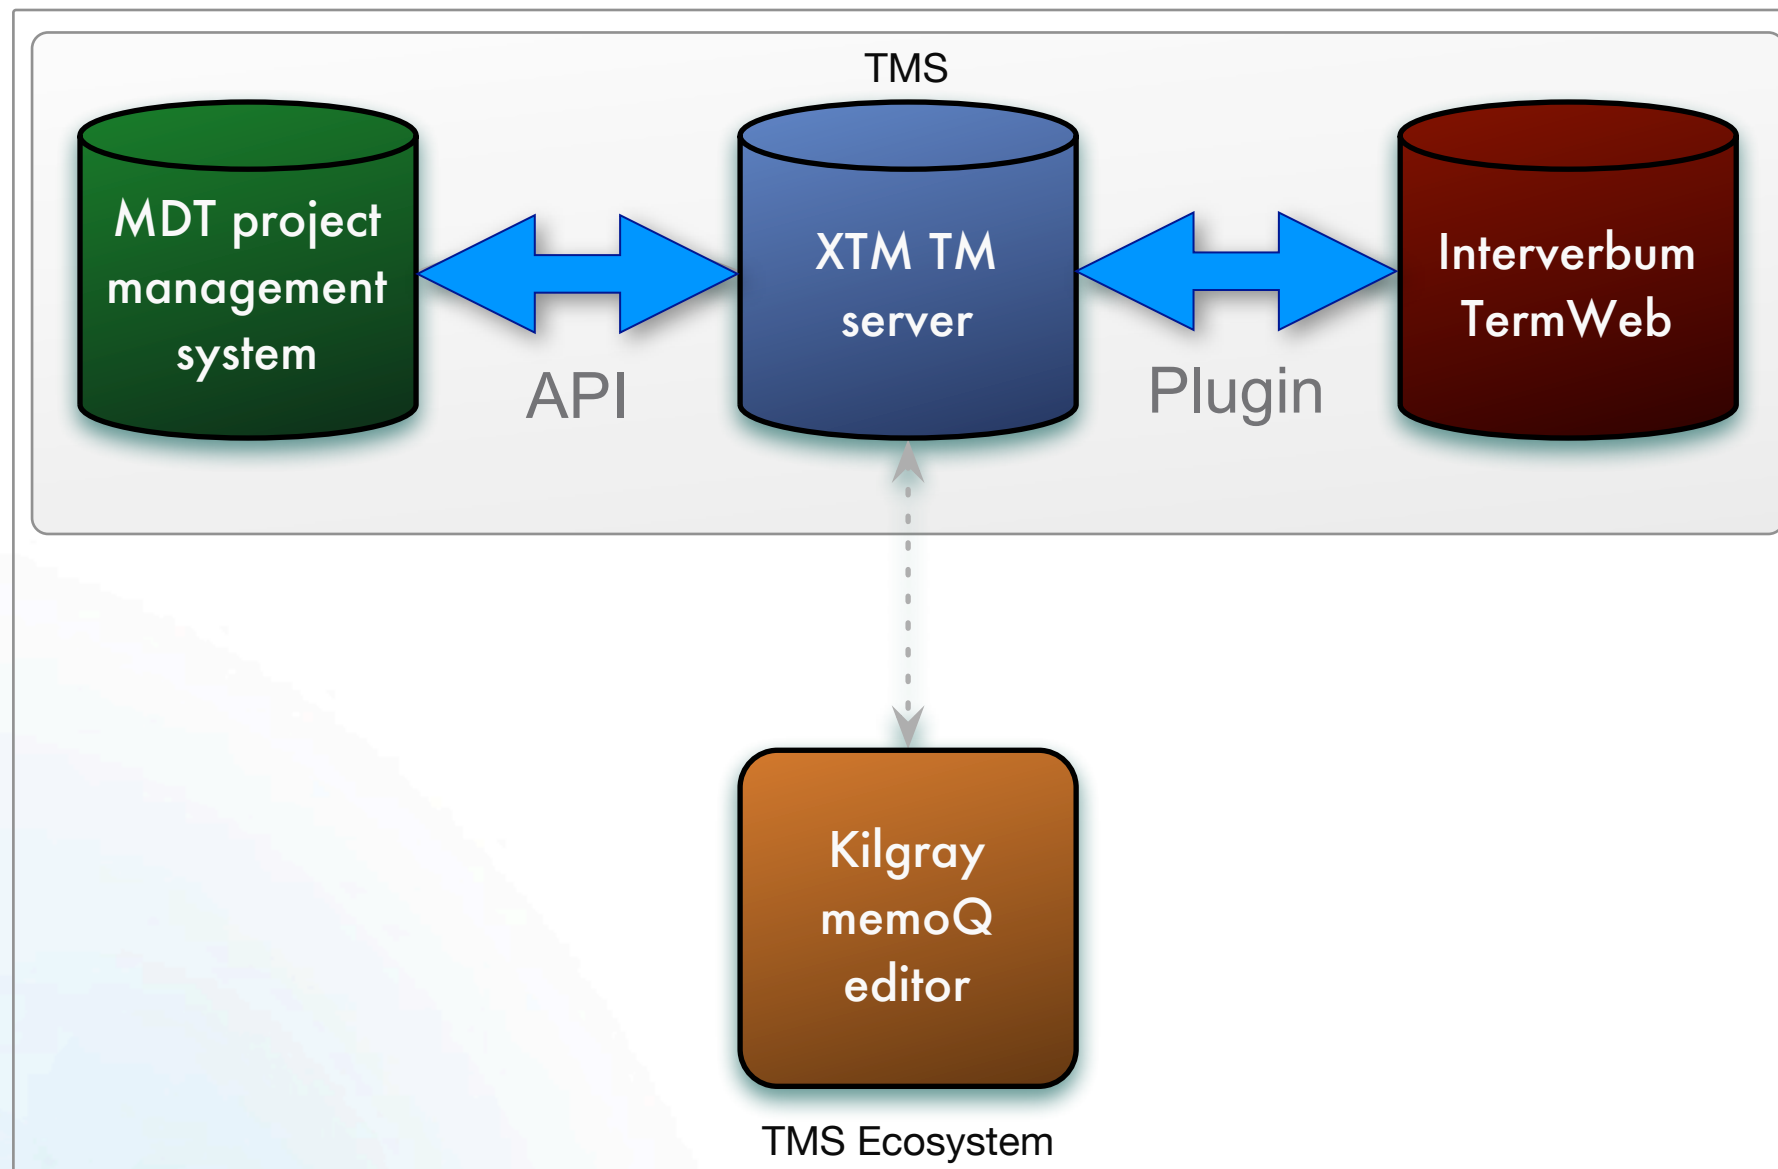 TMS
MDT project
management
system
API
XTM TM
server
Plugin
Interverbum
TermWeb
Kilgray
memoQ
editor
TMS Ecosystem